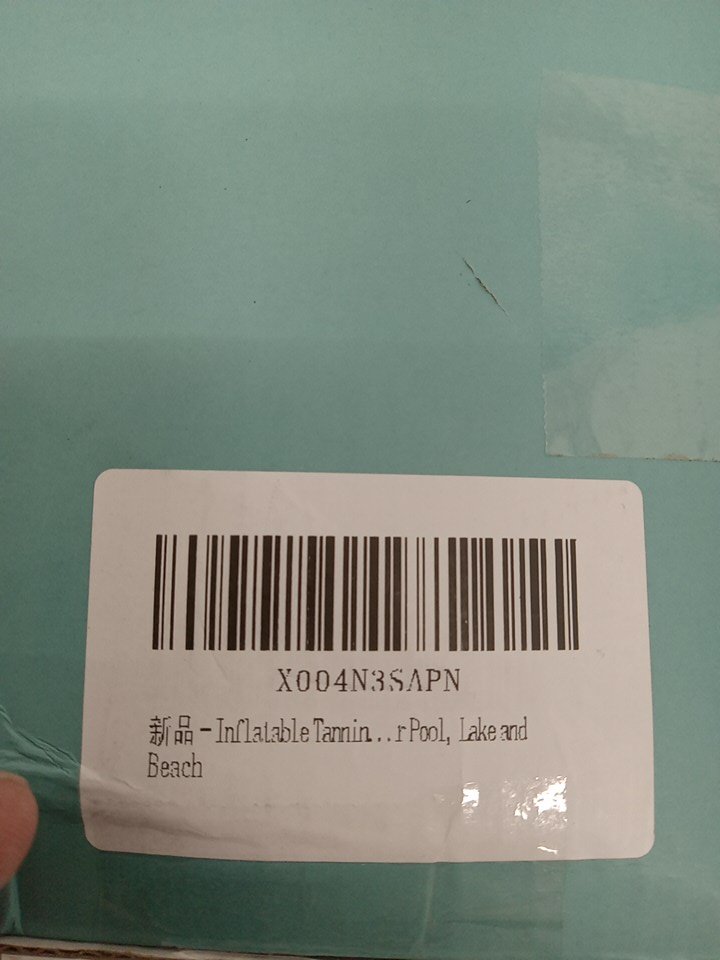 X004N3SAPN
新品 - Inflatable Tannin...r Pool, Lake and
Beach